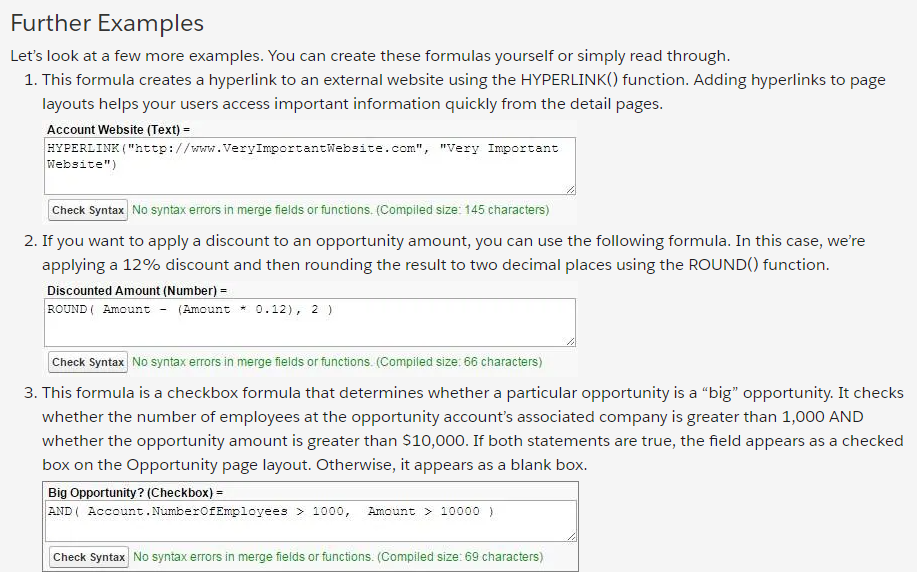 Further Examples
Let's look at a few more examples. You can create these formulas yourself or simply read through.
1. This formula creates a hyperlink to an external website using the HYPERLINK() function. Adding hyperlinks to page
layouts helps your users access important information quickly from the detail pages.
Account Website (Text) =
HYPERLINK("http://www.VeryImportantWebsite.com", "Very Important
Website")
Check Syntax No syntax errors in merge fields or functions. (Compiled size: 145 characters)
2. If you want to apply a discount to an opportunity amount, you can use the following formula. In this case, we're
applying a 12% discount and then rounding the result to two decimal places using the ROUND() function.
Discounted Amount (Number) =
ROUND( Amount - (Amount * 0.12), 2 )
Check Syntax No syntax errors in merge fields or functions. (Compiled size: 66 characters)
3. This formula is a checkbox formula that determines whether a particular opportunity is a “big” opportunity. It checks
whether the number of employees at the opportunity account's associated company is greater than 1,000 AND
whether the opportunity amount is greater than $10,000. If both statements are true, the field appears as a checked
box on the Opportunity page layout. Otherwise, it appears as a blank box.
Big Opportunity? (Checkbox) =
AND( Account.NumberOfEmployees > 1000,  Amount > 10000 )
Check Syntax No syntax errors in merge fields or functions. (Compiled size: 69 characters)